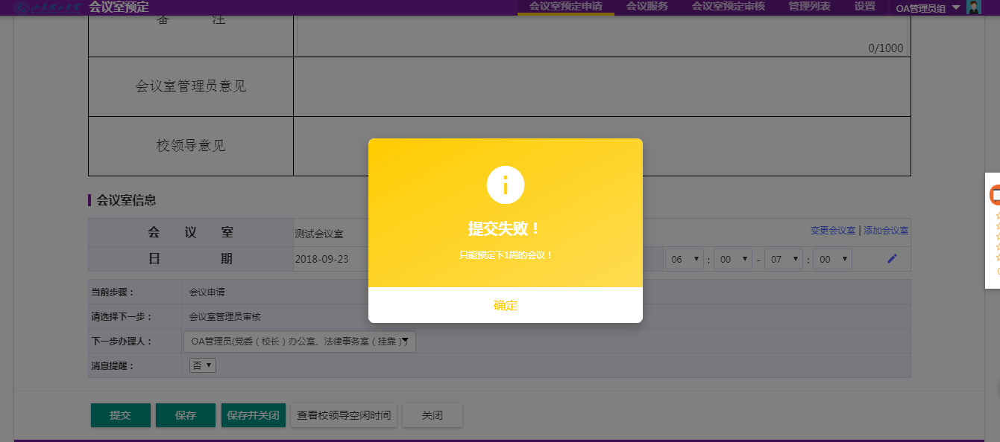 会议室预定
会议室预定申请 会议服务 会议室预定审核 管理列表 设置 OA管理员组
备 注
0/1000
会议室管理员意见
校领导意见
会议室信息
会 议 室 测试会议室 变更会议室 | 添加会议室
日 期 2018-09-23 06 : 00 - 07 : 00
提交失败！
只能预定下1周的会议！
确定
当前步骤： 会议申请
请选择下一步： 会议室管理员审核
下一步办理人： OA管理员(党委（校长）办公室、法律事务室（挂靠）)
消息提醒： 否
提交 保存 保存并关闭 查看校领导空闲时间 关闭